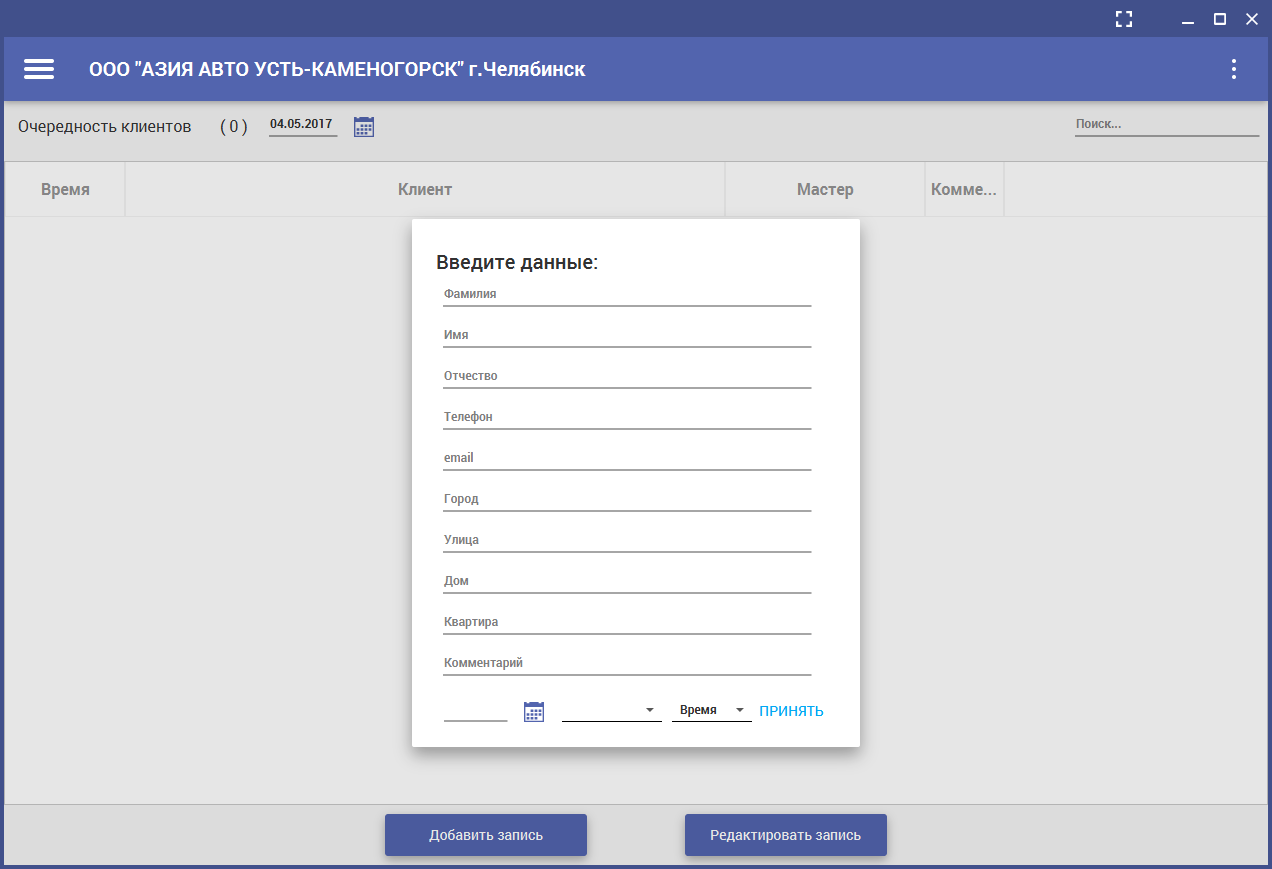 ООО "АЗИЯ АВТО УСТЬ-КАМЕНОГОРСК" г.Челябинск
Очередность клиентов ( 0 ) 04.05.2017 Поиск...
Время Клиент Мастер Комме...
Введите данные:
Фамилия
Имя
Отчество
Телефон
email
Город
Улица
Дом
Квартира
Комментарий
Время ПРИНЯТЬ
Добавить запись Редактировать запись